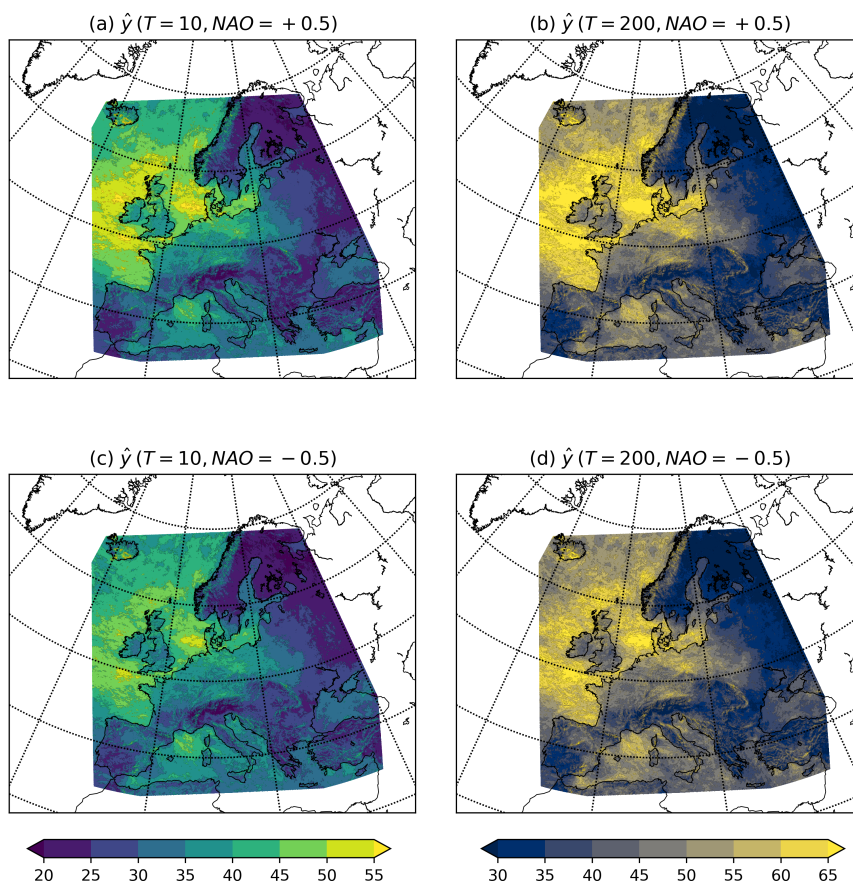 (a) ŷ (T = 10, NAO = +0.5)
(b) ŷ (T = 200, NAO = +0.5)
(c) ŷ (T = 10, NAO = −0.5)
(d) ŷ (T = 200, NAO = −0.5)
20 25 30 35 40 45 50 55
30 35 40 45 50 55 60 65